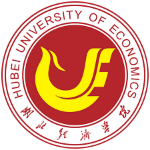 HUBEI UNIVERSITY OF ECONOMICS
湖北经济学院